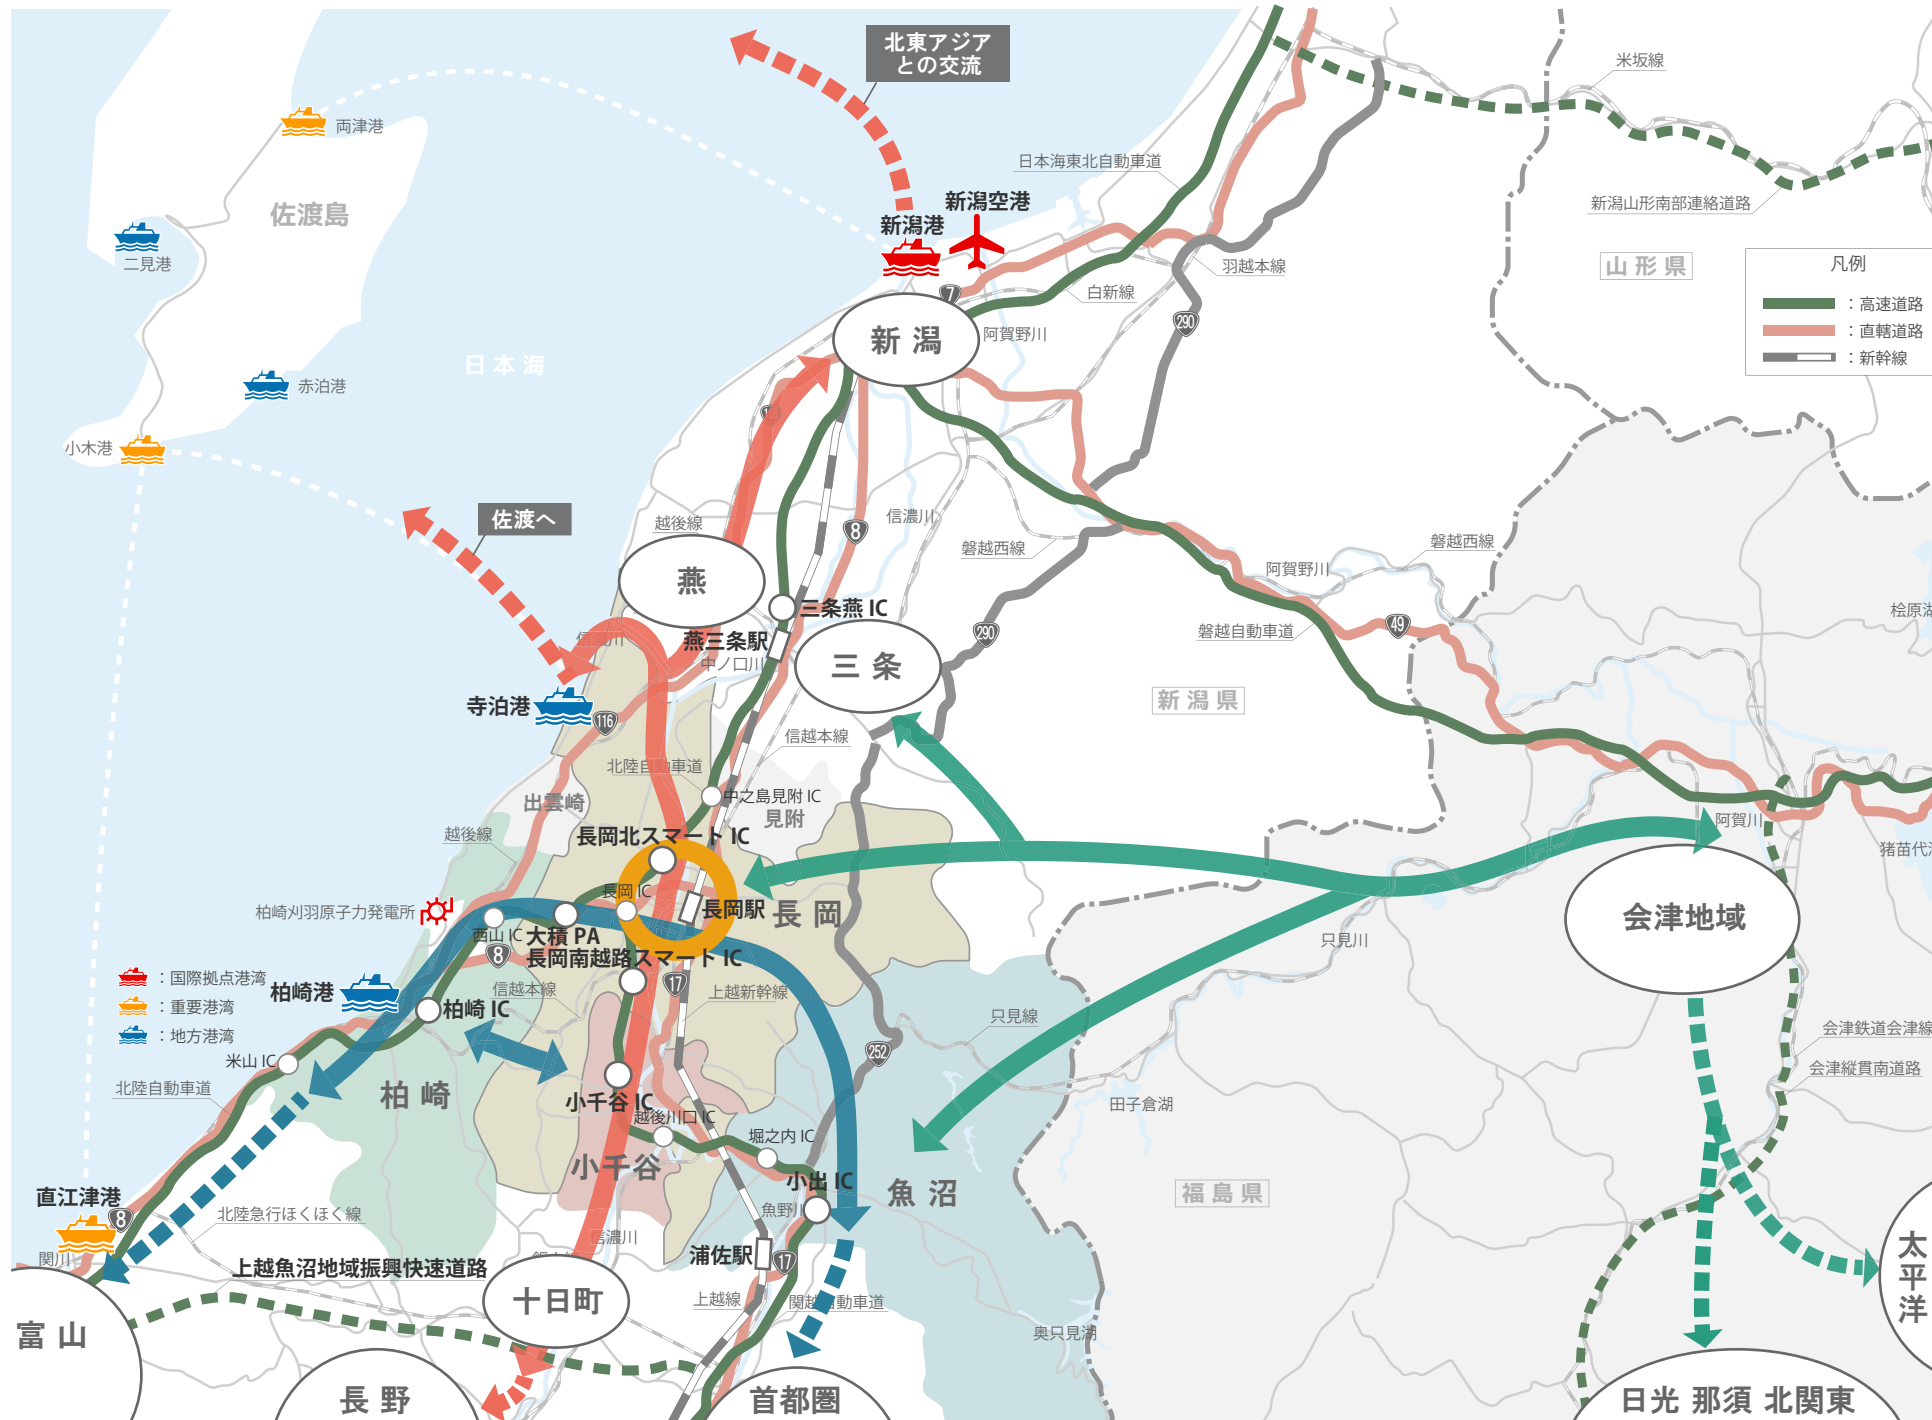 北東アジア
との交流
米坂線
両津港
日本海東北自動車道
新潟山形南部連絡道路
佐渡島
新潟空港
新潟港
二見港
羽越本線
山形県
凡例
：高速道路
：直轄道路
：新幹線
白新線
7
290
阿賀野川
新潟
日本海
赤泊港
小木港
佐渡へ
越後線
信濃川
8
磐越西線
磐越西線
阿賀野川
燕
三条燕 IC
桧原湖
磐越自動車道
49
290
信濃川
燕三条駅
中ノ口川
三条
新潟県
寺泊港
116
信越本線
北陸自動車道
出雲崎
中之島見附 IC
見附
越後線
長岡北スマート IC
阿賀川
猪苗代湖
長岡 IC
長岡駅
長岡
会津地域
柏崎刈羽原子力発電所
西山 IC
大積 PA
8
長岡南越路スマート IC
只見川
：国際拠点港湾
：重要港湾
：地方港湾
柏崎港
柏崎 IC
信越本線
17
上越新幹線
只見線
会津鉄道会津線
252
米山 IC
北陸自動車道
柏崎
小千谷 IC
越後川口 IC
田子倉湖
会津縦貫南道路
堀之内 IC
小千谷
小出 IC
魚沼
福島県
直江津港
8
北陸急行ほくほく線
魚野川
信濃川
関川
浦佐駅
17
太平洋
上越魚沼地域振興快速道路
十日町
上越線
関越自動車道
奥只見湖
富山
長野
首都圏
日光 那須 北関東